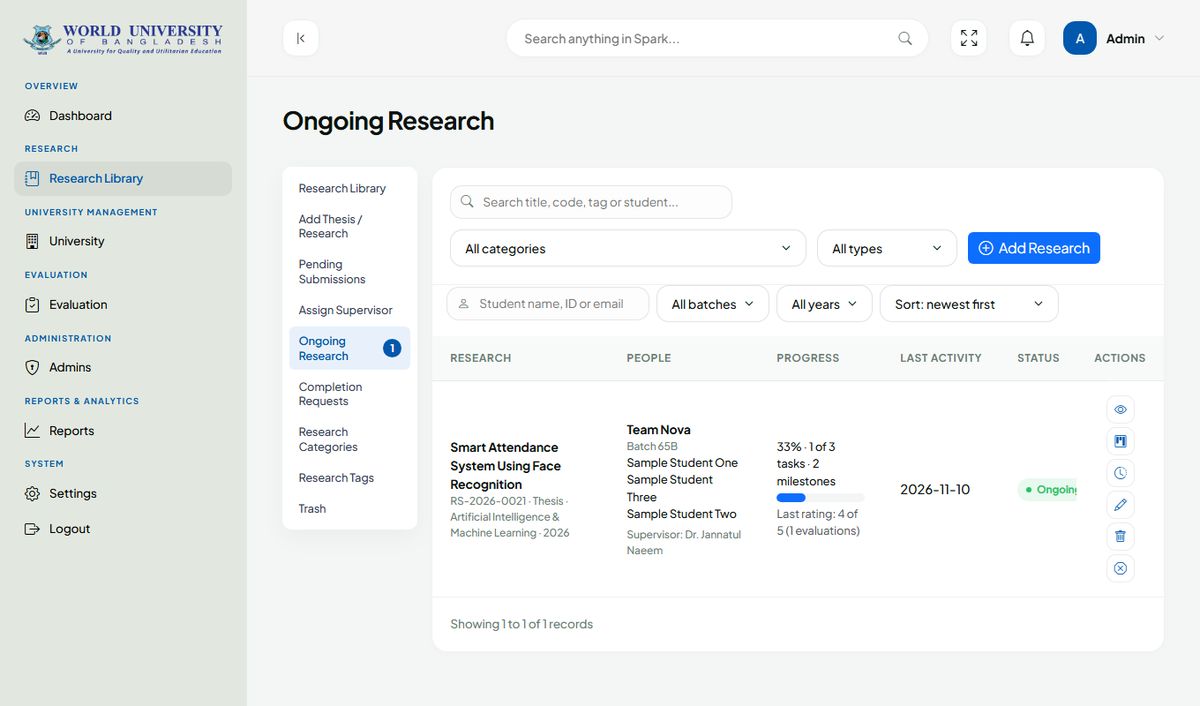 WORLD UNIVERSITY
OF BANGLADESH
A University for Quality and Utilitarian Education
OVERVIEW
Dashboard
RESEARCH
Research Library
UNIVERSITY MANAGEMENT
University
EVALUATION
Evaluation
ADMINISTRATION
Admins
REPORTS & ANALYTICS
Reports
SYSTEM
Settings
Logout
Search anything in Spark...
A
Admin
Ongoing Research
Research Library
Add Thesis /
Research
Pending
Submissions
Assign Supervisor
Ongoing
Research
1
Completion
Requests
Research
Categories
Research Tags
Trash
Search title, code, tag or student...
All categories
All types
Add Research
Student name, ID or email
All batches
All years
Sort: newest first
RESEARCH
PEOPLE
PROGRESS
LAST ACTIVITY
STATUS
ACTIONS
Smart Attendance
System Using Face
Recognition
RS-2026-0021 · Thesis ·
Artificial Intelligence &
Machine Learning · 2026
Team Nova
Batch 65B
Sample Student One
Sample Student
Three
Sample Student Two
Supervisor: Dr. Jannatul
Naeem
33% · 1 of 3
tasks · 2
milestones
Last rating: 4 of
5 (1 evaluations)
2026-11-10
Ongoing
Showing 1 to 1 of 1 records